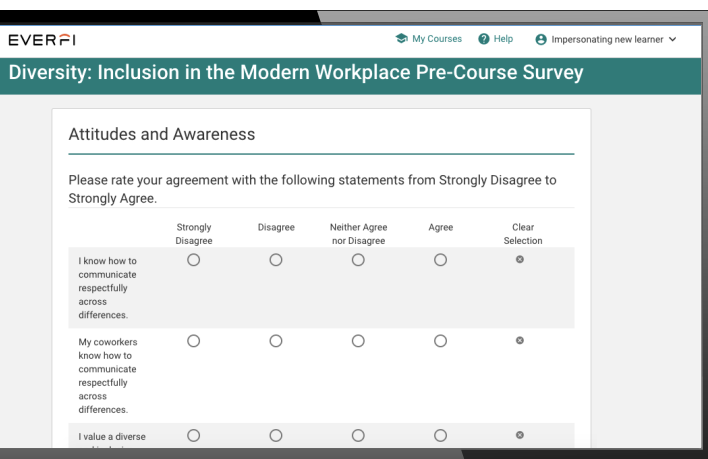 EVERFI
My Courses
Help
Impersonating new learner
Diversity: Inclusion in the Modern Workplace Pre-Course Survey
Attitudes and Awareness
Please rate your agreement with the following statements from Strongly Disagree to
Strongly Agree.
Strongly
Disagree
Disagree
Neither Agree
nor Disagree
Agree
Clear
Selection
I know how to
communicate
respectfully
across
differences.
My coworkers
know how to
communicate
respectfully
across
differences.
I value a diverse